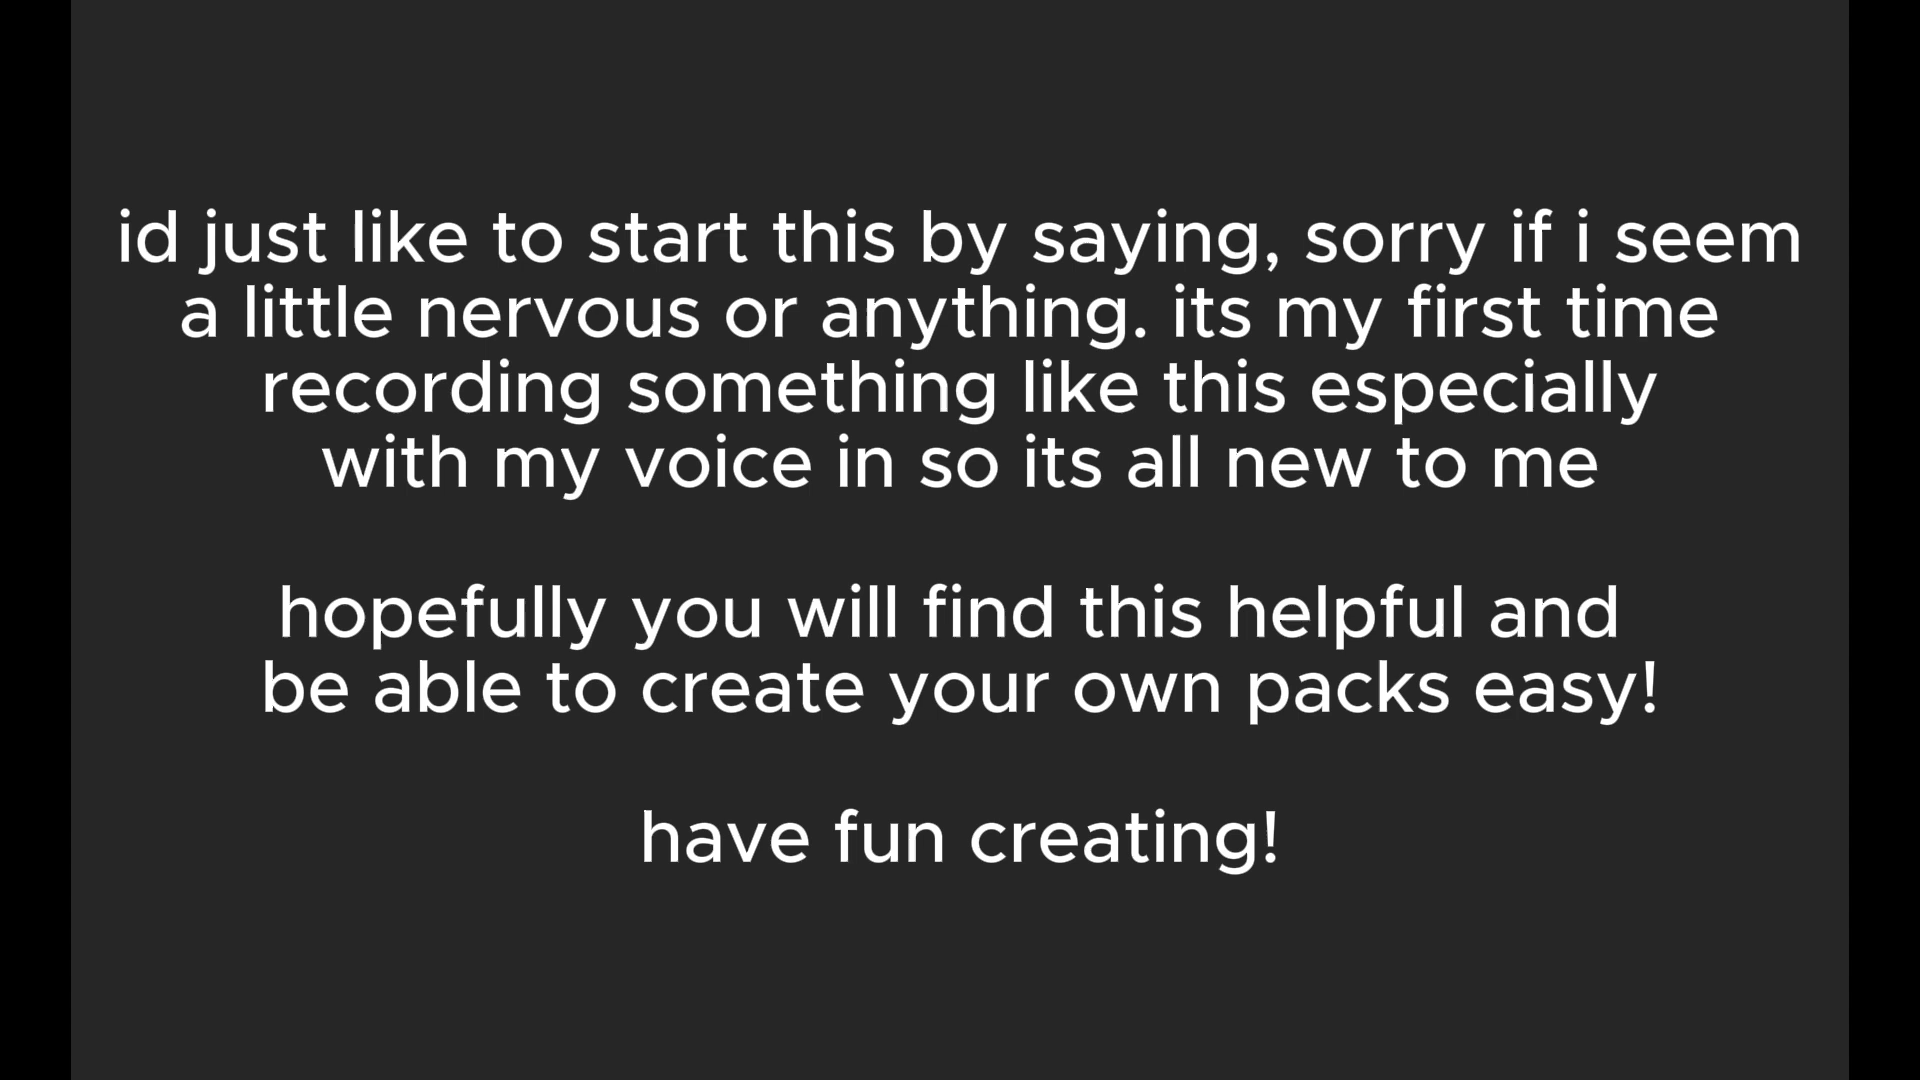 id just like to start this by saying, sorry if i seem
a little nervous or anything. its my first time
recording something like this especially
with my voice in so its all new to me
hopefully you will find this helpful and
be able to create your own packs easy!
have fun creating!